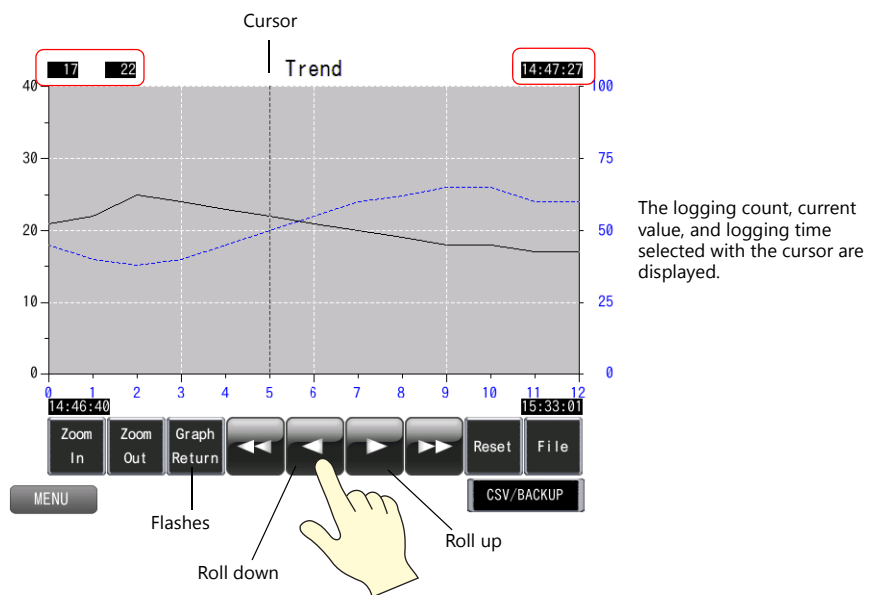 Cursor
17 22 Trend 14:47:27
40 100
30 75
20 50
10 25
0 0
0 1 2 3 4 5 6 7 8 9 10 11 12
14:46:40 15:33:01
The logging count, current
value, and logging time
selected with the cursor are
displayed.
Zoom In
Zoom Out
Graph Return
Reset
File
MENU
CSV/BACKUP
Flashes
Roll up
Roll down